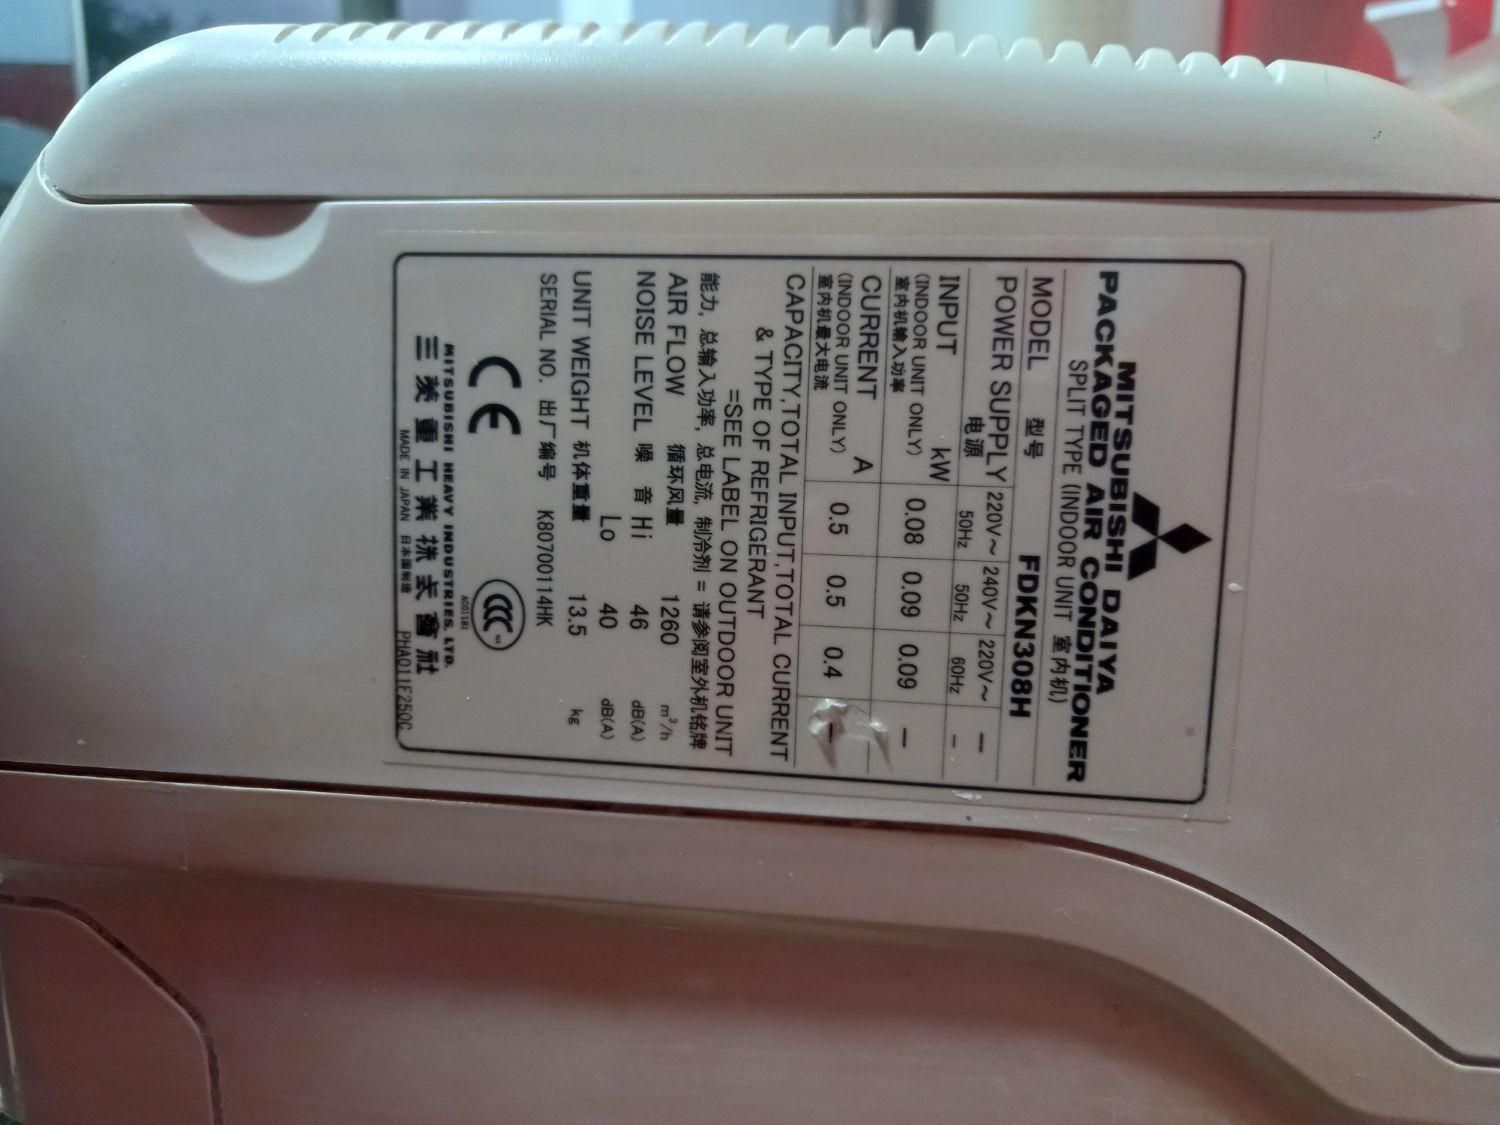 MITSUBISHI DAIYA
PACKAGED AIR CONDITIONER
SPLIT TYPE (INDOOR UNIT 室内机)
MODEL 型号 FDKN308H
POWER SUPPLY 电源 220V~ 50Hz 240V~ 50Hz 220V~ 60Hz — –
INPUT kW
(INDOOR UNIT ONLY) 0.08 0.09 0.09 —
室内机输入功率
CURRENT A
(INDOOR UNIT ONLY) 0.5 0.5 0.4 –
室内机最大电流
CAPACITY,TOTAL INPUT,TOTAL CURRENT
& TYPE OF REFRIGERANT
=SEE LABEL ON OUTDOOR UNIT
能力, 总输入功率, 总电流, 制冷剂 = 请参阅室外机铭牌
AIR FLOW 循环风量 1260 m³/h
NOISE LEVEL 噪 音 Hi 46 dB(A)
Lo 40 dB(A)
UNIT WEIGHT 机体重量 13.5 kg
SERIAL NO. 出厂编号 K80700114HK
CE CCC
A001181
MITSUBISHI HEAVY INDUSTRIES, LTD.
三菱重工業株式會社
MADE IN JAPAN 日本国制造 PHA011F250C